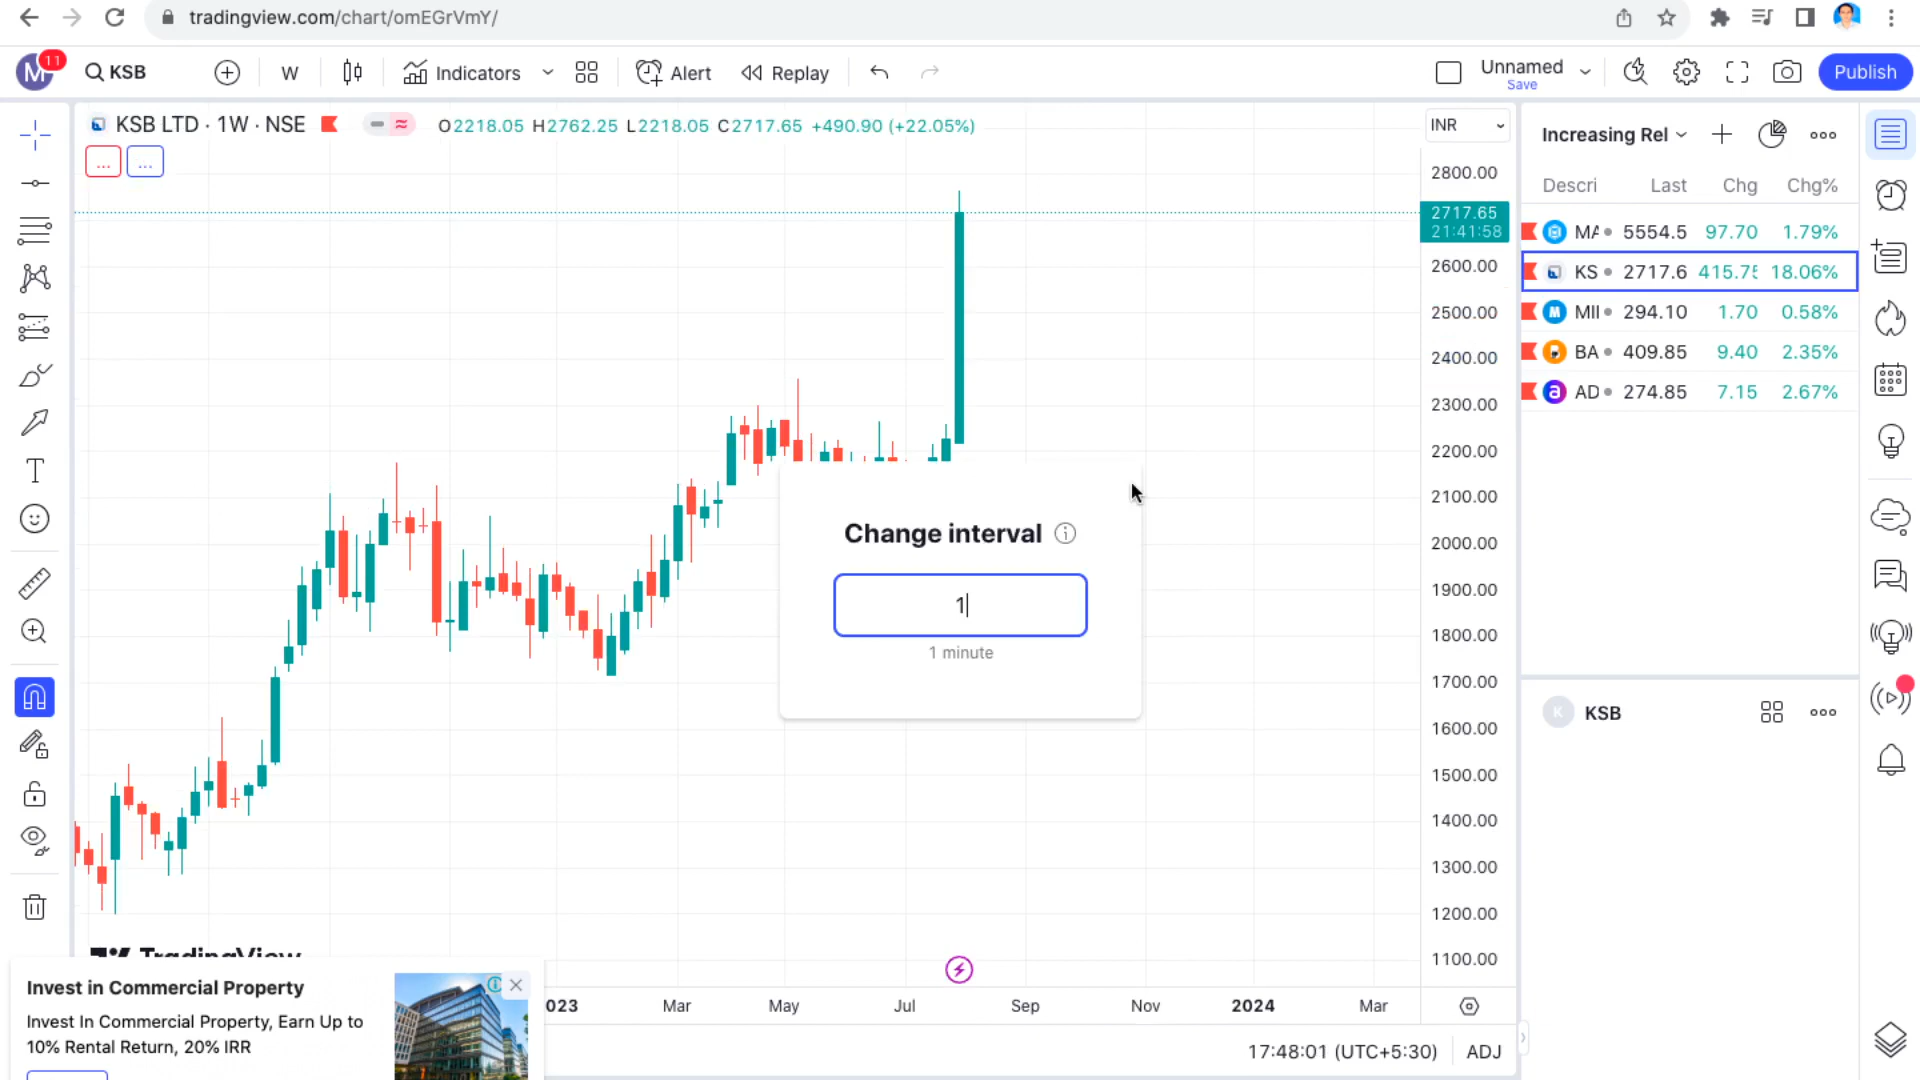 tradingview.com/chart/omEGrVmY/
M 11 KSB W Indicators Alert Replay Unnamed Save Publish
KSB LTD · 1W · NSE O2218.05 H2762.25 L2218.05 C2717.65 +490.90 (+22.05%)
... ...
INR
2800.00
2717.65
21:41:58
2600.00
2500.00
2400.00
2300.00
2200.00
2100.00
2000.00
1900.00
1800.00
1700.00
1600.00
1500.00
1400.00
1300.00
1200.00
1100.00
Change interval
1
1 minute
Increasing Rel
Descri Last Chg Chg%
MA 5554.5 97.70 1.79%
KS 2717.6 415.75 18.06%
MII 294.10 1.70 0.58%
BA 409.85 9.40 2.35%
AD 274.85 7.15 2.67%
K KSB
TradingView
023 Mar May Jul Sep Nov 2024 Mar
17:48:01 (UTC+5:30) ADJ
Invest in Commercial Property
Invest In Commercial Property, Earn Up to
10% Rental Return, 20% IRR